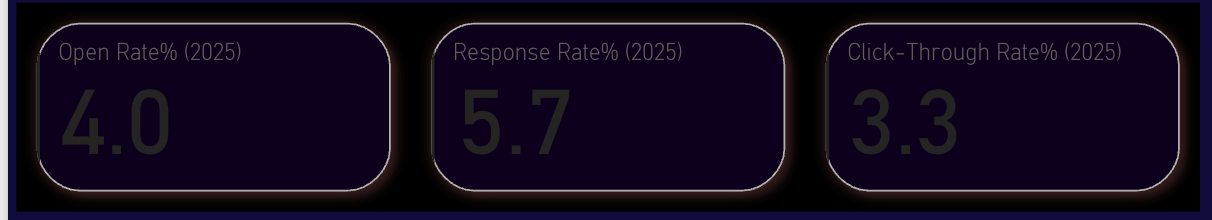 Open Rate% (2025)
4.0
Response Rate% (2025)
5.7
Click-Through Rate% (2025)
3.3